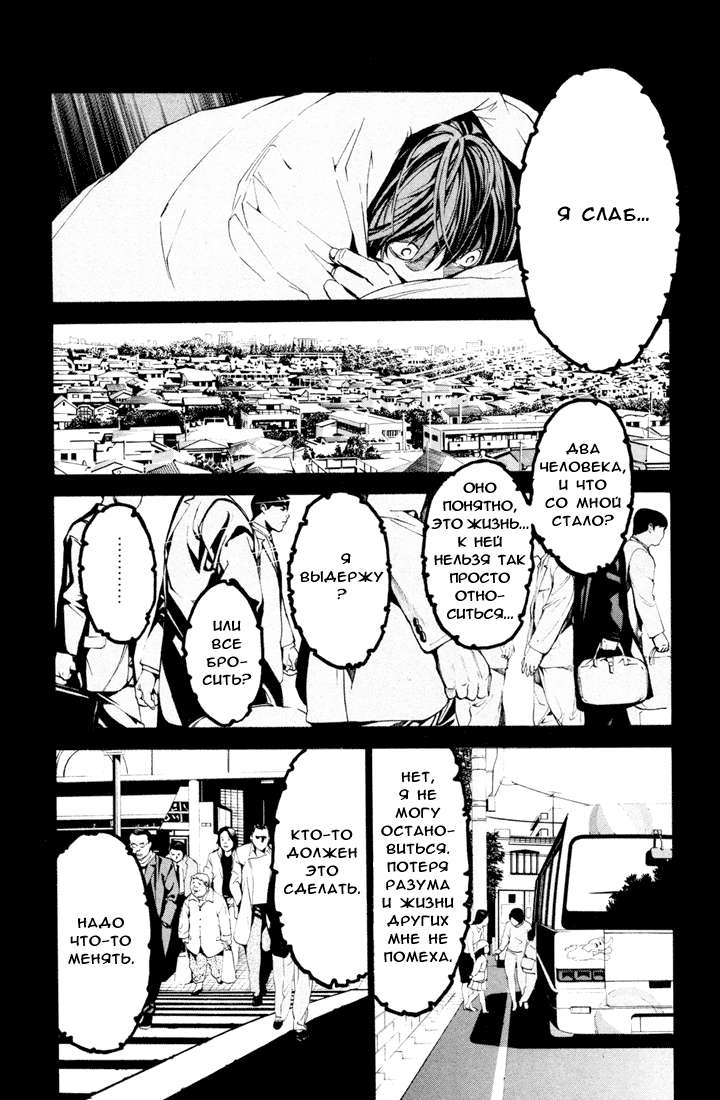 Я СЛАБ...
ДВА
ЧЕЛОВЕКА,
И ЧТО
СО МНОЙ
СТАЛО?
ОНО
ПОНЯТНО,
ЭТО ЖИЗНЬ...
К НЕЙ
НЕЛЬЗЯ ТАК
ПРОСТО
ОТНО-
СИТЬСЯ...
Я
ВЫДЕРЖУ
?
ИЛИ
ВСЕ
БРО-
СИТЬ?
.........
НЕТ,
Я НЕ
МОГУ
ОСТАНО-
ВИТЬСЯ.
ПОТЕРЯ
РАЗУМА
И ЖИЗНИ
ДРУГИХ
МНЕ НЕ
ПОМЕХА.
КТО-ТО
ДОЛЖЕН
ЭТО
СДЕЛАТЬ.
НАДО
ЧТО-ТО
МЕНЯТЬ.